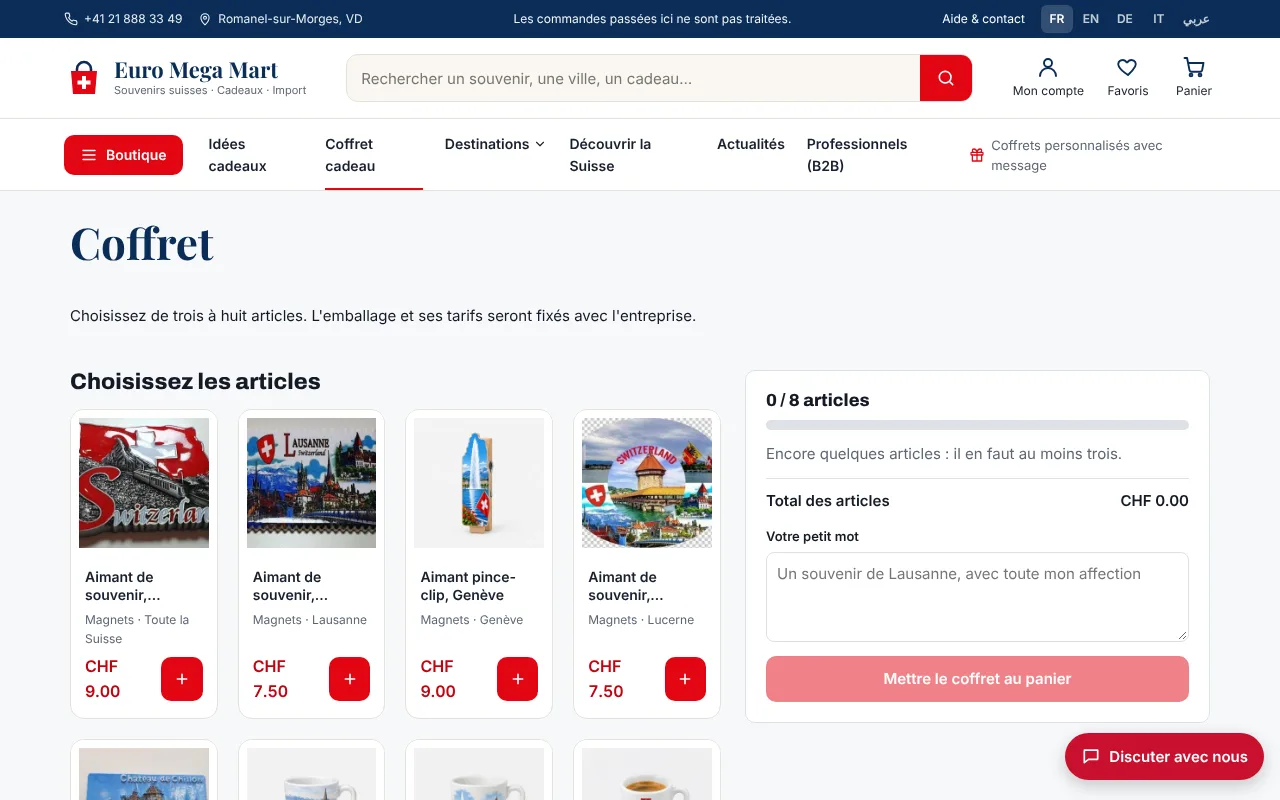 +41 21 888 33 49
Romanel-sur-Morges, VD
Les commandes passées ici ne sont pas traitées.
Aide & contact
FR
EN
DE
IT
عربي
Euro Mega Mart
Souvenirs suisses · Cadeaux · Import
Rechercher un souvenir, une ville, un cadeau...
Mon compte
Favoris
Panier
Boutique
Idées
cadeaux
Coffret
cadeau
Destinations
Découvrir la
Suisse
Actualités
Professionnels
(B2B)
Coffrets personnalisés avec
message
Coffret
Choisissez de trois à huit articles. L'emballage et ses tarifs seront fixés avec l'entreprise.
Choisissez les articles
Switzerlan
LAUSANNE
Switzerland
SWITZERLAND
Aimant de
souvenir,...
Magnets · Toute la
Suisse
CHF
9.00
+
Aimant de
souvenir,...
Magnets · Lausanne
CHF
7.50
+
Aimant pince-
clip, Genève
Magnets · Genève
CHF
9.00
+
Aimant de
souvenir,...
Magnets · Lucerne
CHF
7.50
+
Château de Chillon
0 / 8 articles
Encore quelques articles : il en faut au moins trois.
Total des articles
CHF 0.00
Votre petit mot
Un souvenir de Lausanne, avec toute mon affection
Mettre le coffret au panier
Discuter avec nous